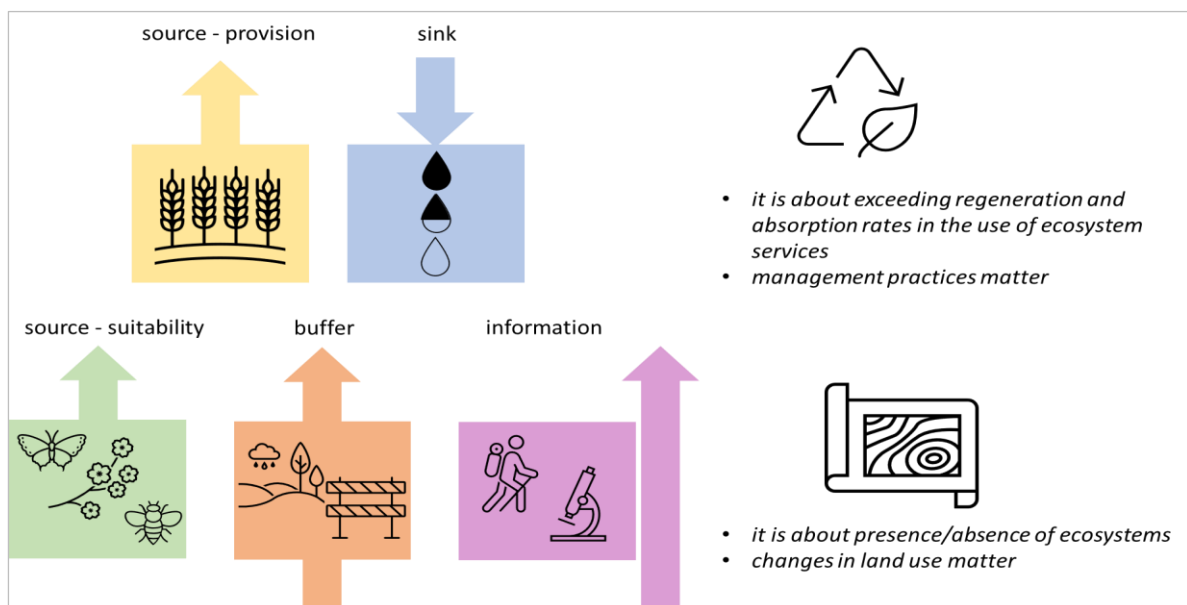 source - provision
sink
• it is about exceeding regeneration and
absorption rates in the use of ecosystem
services
• management practices matter
source - suitability
buffer
information
• it is about presence/absence of ecosystems
• changes in land use matter